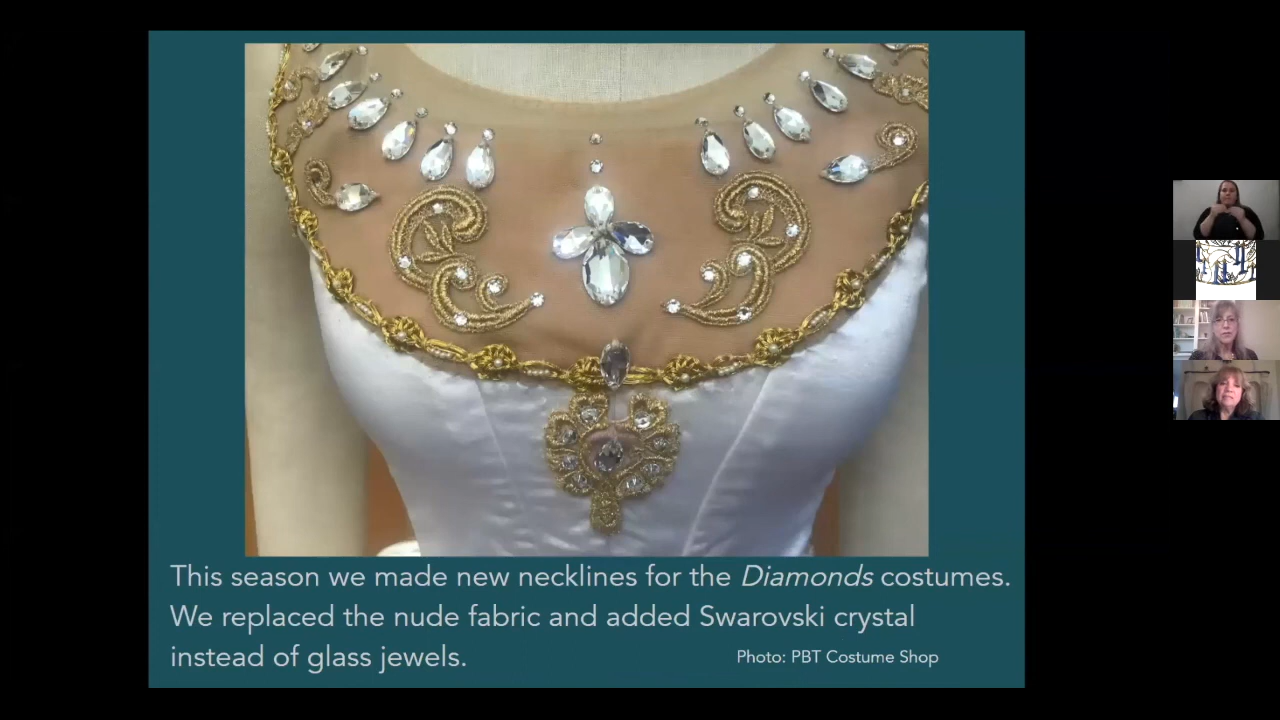 This season we made new necklines for the Diamonds costumes.
We replaced the nude fabric and added Swarovski crystal
instead of glass jewels.
Photo: PBT Costume Shop